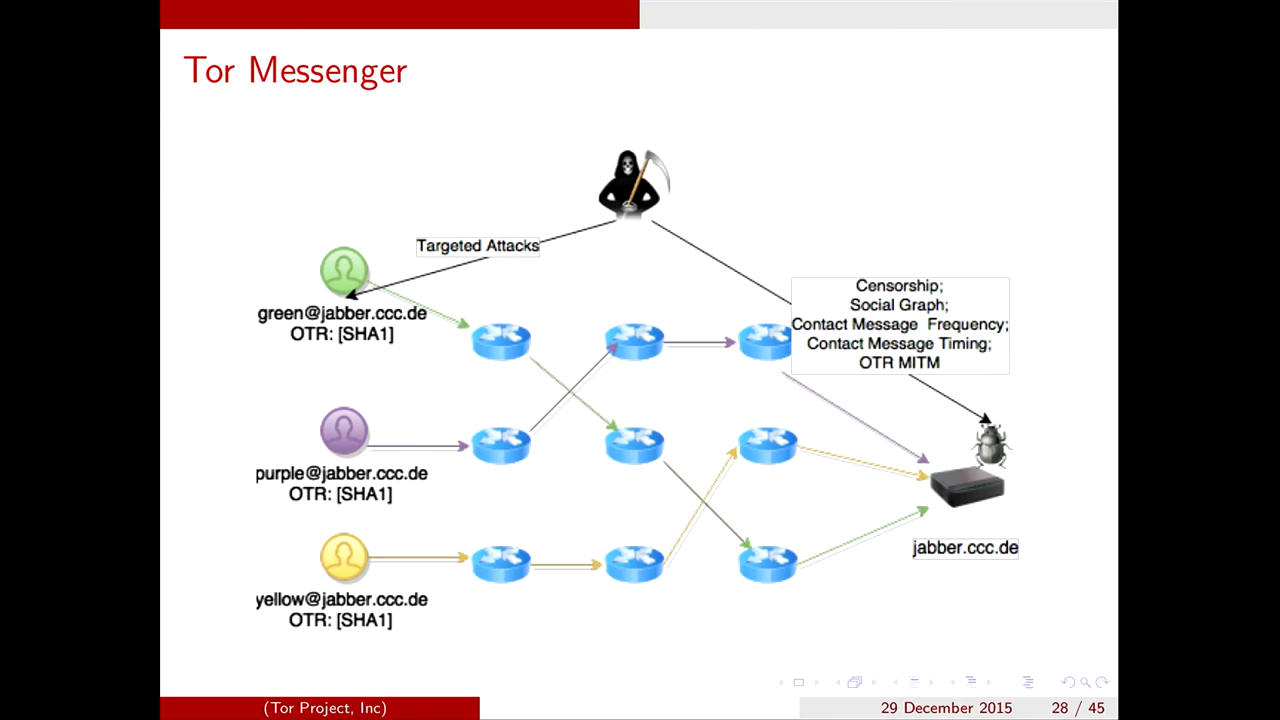 Tor Messenger
Targeted Attacks
green@jabber.ccc.de
OTR: [SHA1]
Censorship;
Social Graph;
Contact Message Frequency;
Contact Message Timing;
OTR MITM
purple@jabber.ccc.de
OTR: [SHA1]
jabber.ccc.de
yellow@jabber.ccc.de
OTR: [SHA1]
(Tor Project, Inc)
29 December 2015
28 / 45